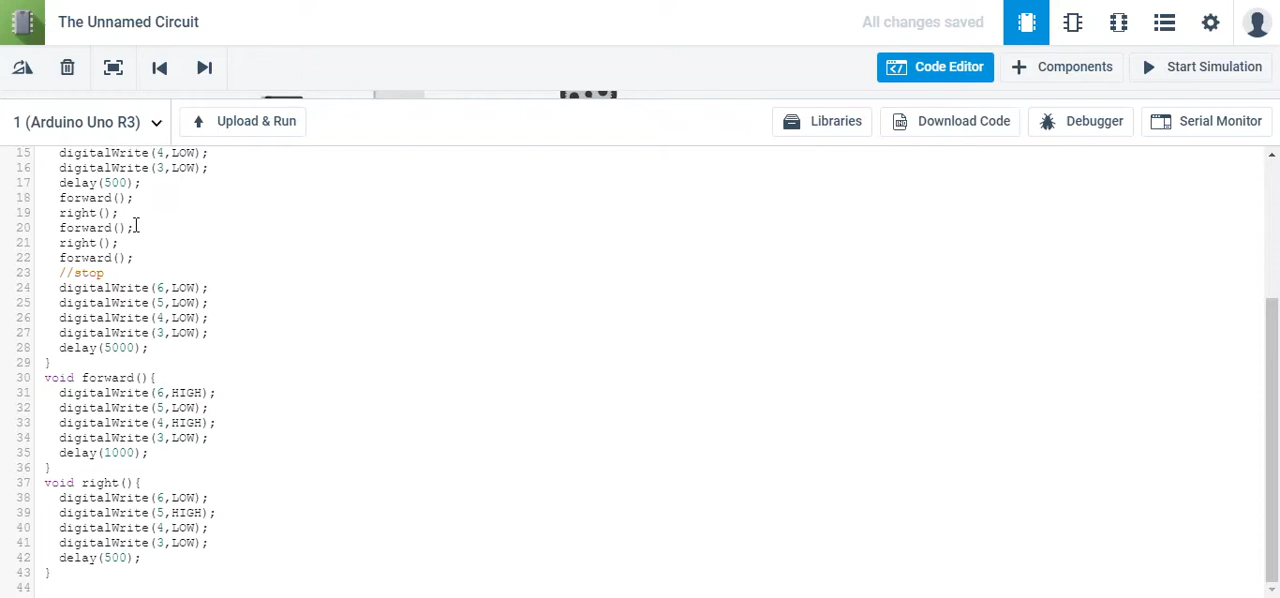 The Unnamed Circuit
All changes saved
Code Editor
Components
Start Simulation
1 (Arduino Uno R3)
Upload & Run
Libraries
Download Code
Debugger
Serial Monitor
15 digitalWrite(4,LOW);
16 digitalWrite(3,LOW);
17 delay(500);
18 forward();
19 right();
20 forward();
21 right();
22 forward();
23 //stop
24 digitalWrite(6,LOW);
25 digitalWrite(5,LOW);
26 digitalWrite(4,LOW);
27 digitalWrite(3,LOW);
28 delay(5000);
29 }
30 void forward(){
31 digitalWrite(6,HIGH);
32 digitalWrite(5,LOW);
33 digitalWrite(4,HIGH);
34 digitalWrite(3,LOW);
35 delay(1000);
36 }
37 void right(){
38 digitalWrite(6,LOW);
39 digitalWrite(5,HIGH);
40 digitalWrite(4,LOW);
41 digitalWrite(3,LOW);
42 delay(500);
43 }
44